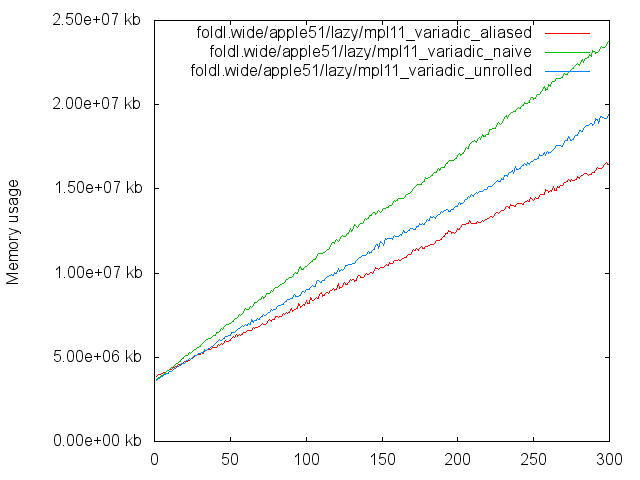 2.50e+07 kb
foldl.wide/apple51/lazy/mpl11_variadic_aliased
foldl.wide/apple51/lazy/mpl11_variadic_naive
foldl.wide/apple51/lazy/mpl11_variadic_unrolled
2.00e+07 kb
1.50e+07 kb
Memory usage
1.00e+07 kb
5.00e+06 kb
0.00e+00 kb
0 50 100 150 200 250 300